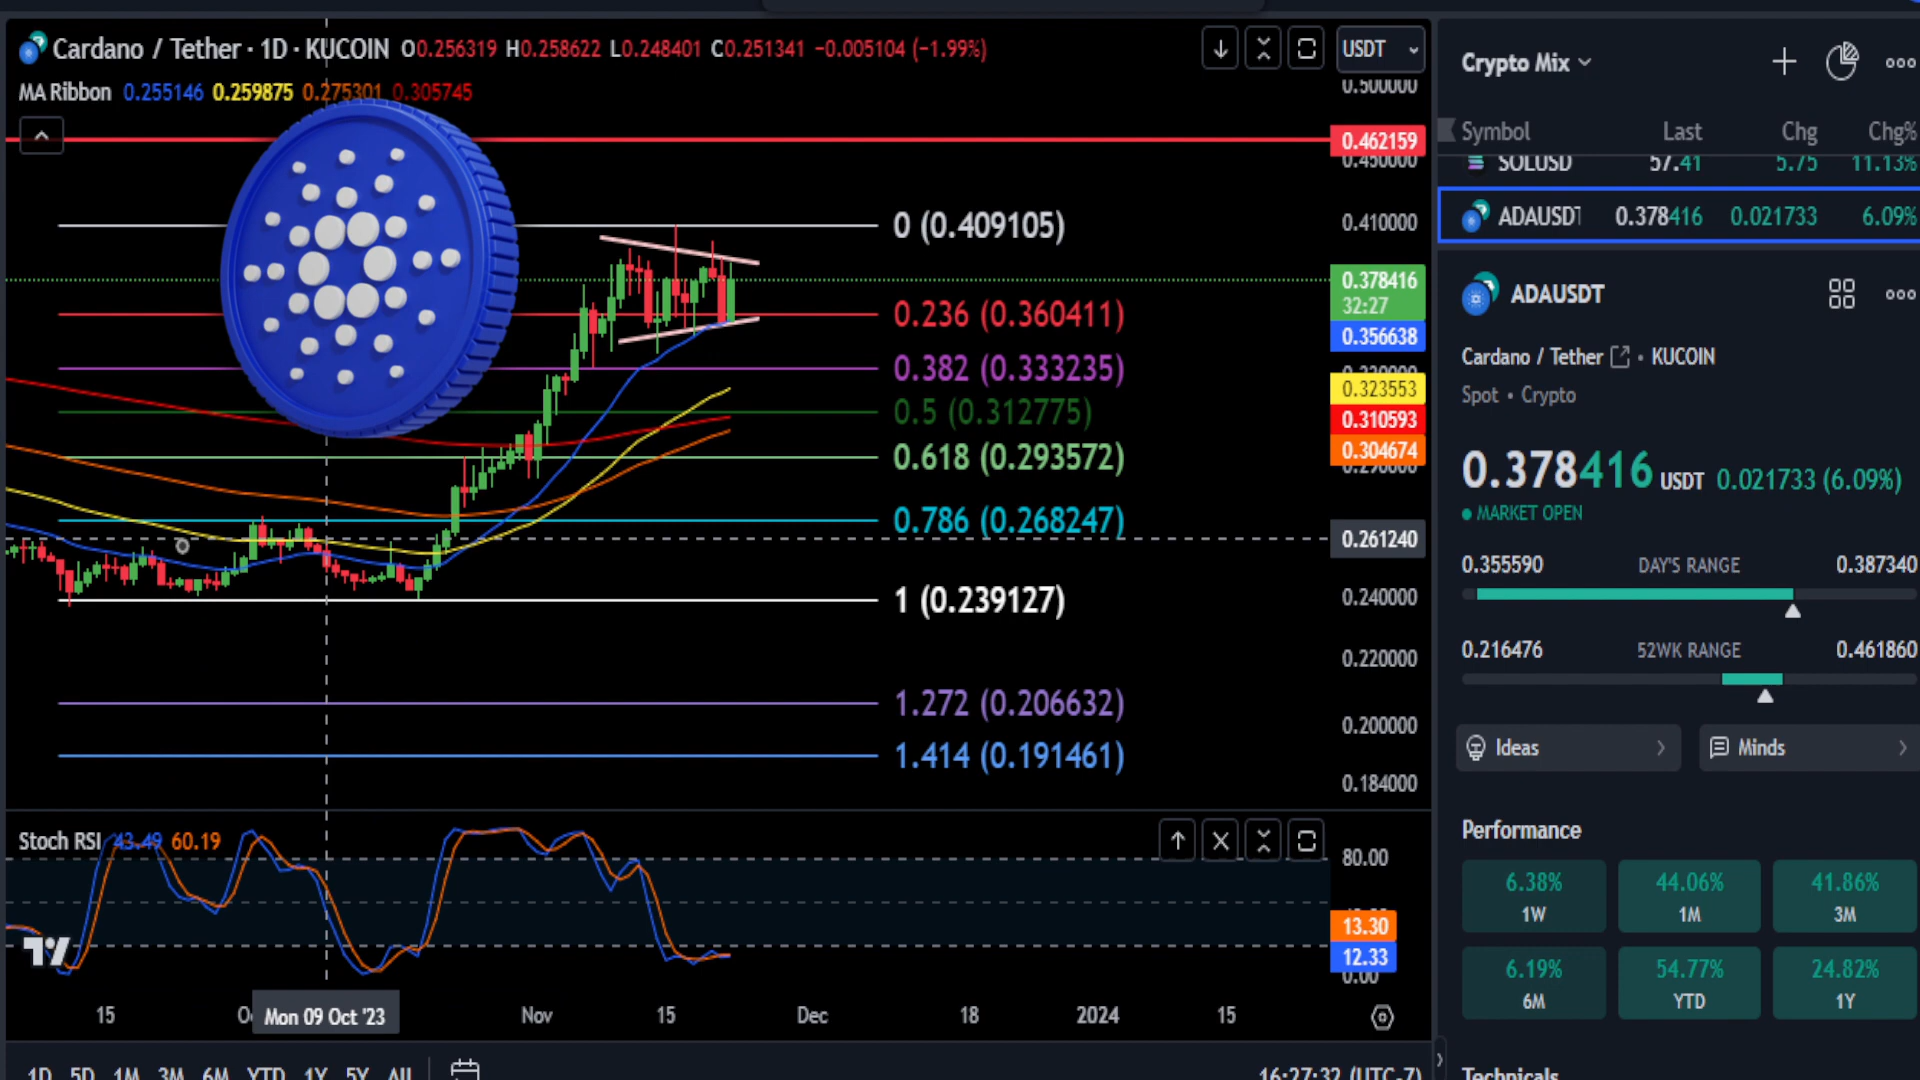 Cardano / Tether · 1D · KUCOIN O0.256319 H0.258622 L0.248401 C0.251341 −0.005104 (−1.99%)
MA Ribbon 0.255146 0.259875 0.275301 0.305745
USDT
0.500000
0.462159
0.450000
0.410000
0.378416
32:27
0.356638
0.323553
0.310593
0.304674
0.261240
0.240000
0.220000
0.200000
0.184000
0 (0.409105)
0.236 (0.360411)
0.382 (0.333235)
0.5 (0.312775)
0.618 (0.293572)
0.786 (0.268247)
1 (0.239127)
1.272 (0.206632)
1.414 (0.191461)
Stoch RSI 43.49 60.19
80.00
13.30
12.33
0.00
15
Mon 09 Oct '23
Nov
15
Dec
18
2024
15
1D 5D 1M 3M 6M YTD 1Y 5Y All
16:27:32 (UTC-7)
Crypto Mix
Symbol Last Chg Chg%
SOLUSD 57.41 5.75 11.13%
ADAUSDT 0.378416 0.021733 6.09%
ADAUSDT
Cardano / Tether • KUCOIN
Spot • Crypto
0.378416 USDT 0.021733 (6.09%)
MARKET OPEN
0.355590 DAY'S RANGE 0.387340
0.216476 52WK RANGE 0.461860
Ideas
Minds
Performance
6.38% 44.06% 41.86%
1W 1M 3M
6.19% 54.77% 24.82%
6M YTD 1Y
Technicals